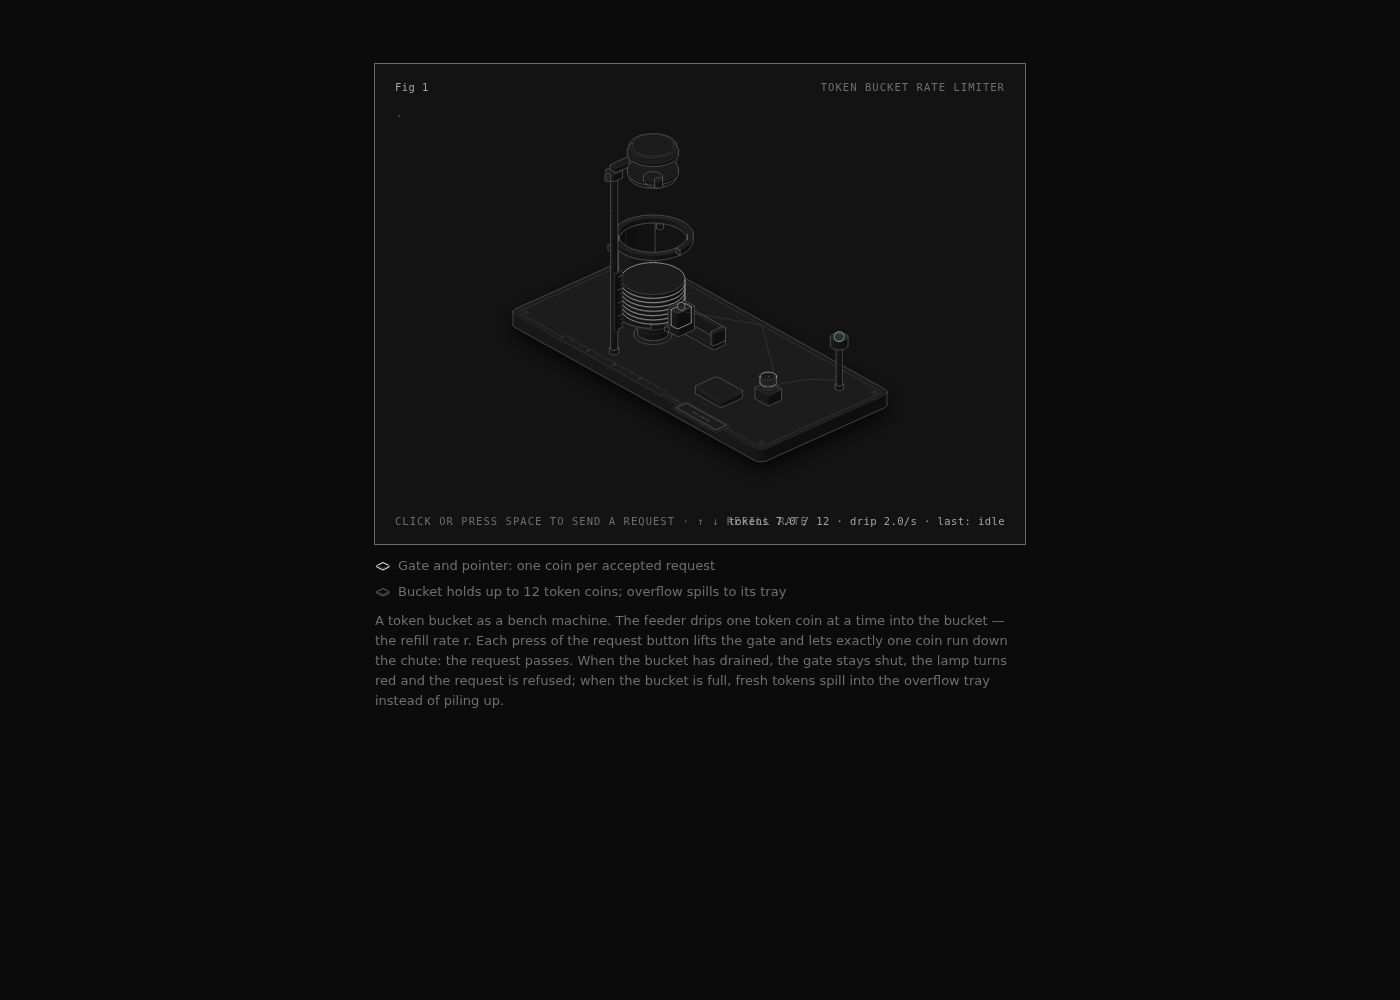 Fig 1
TOKEN BUCKET RATE LIMITER
CLICK OR PRESS SPACE TO SEND A REQUEST · ↑ ↓ REFILL RATE
tokens 7.0 / 12 · drip 2.0/s · last: idle
Gate and pointer: one coin per accepted request
Bucket holds up to 12 token coins; overflow spills to its tray
A token bucket as a bench machine. The feeder drips one token coin at a time into the bucket —
the refill rate r. Each press of the request button lifts the gate and lets exactly one coin run down
the chute: the request passes. When the bucket has drained, the gate stays shut, the lamp turns
red and the request is refused; when the bucket is full, fresh tokens spill into the overflow tray
instead of piling up.